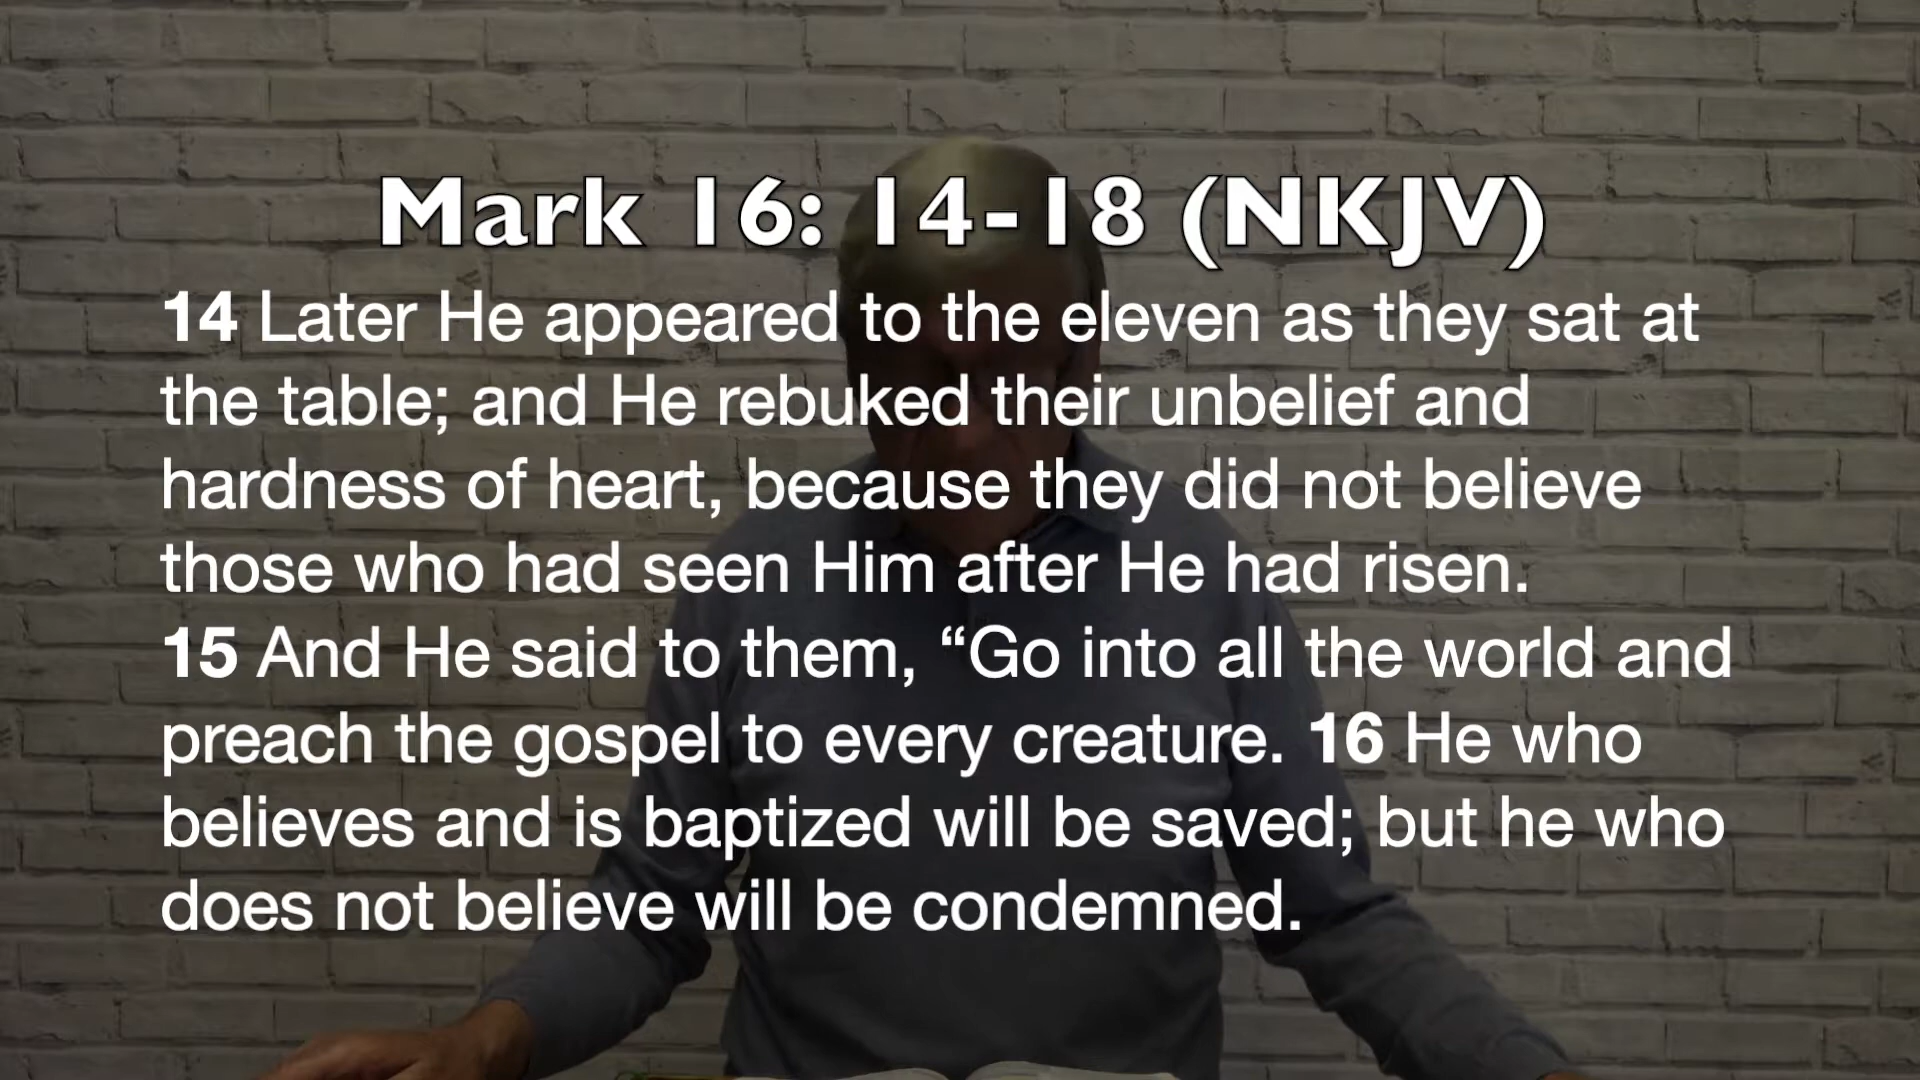 Mark 16: 14-18 (NKJV)
14 Later He appeared to the eleven as they sat at
the table; and He rebuked their unbelief and
hardness of heart, because they did not believe
those who had seen Him after He had risen.
15 And He said to them, “Go into all the world and
preach the gospel to every creature. 16 He who
believes and is baptized will be saved; but he who
does not believe will be condemned.